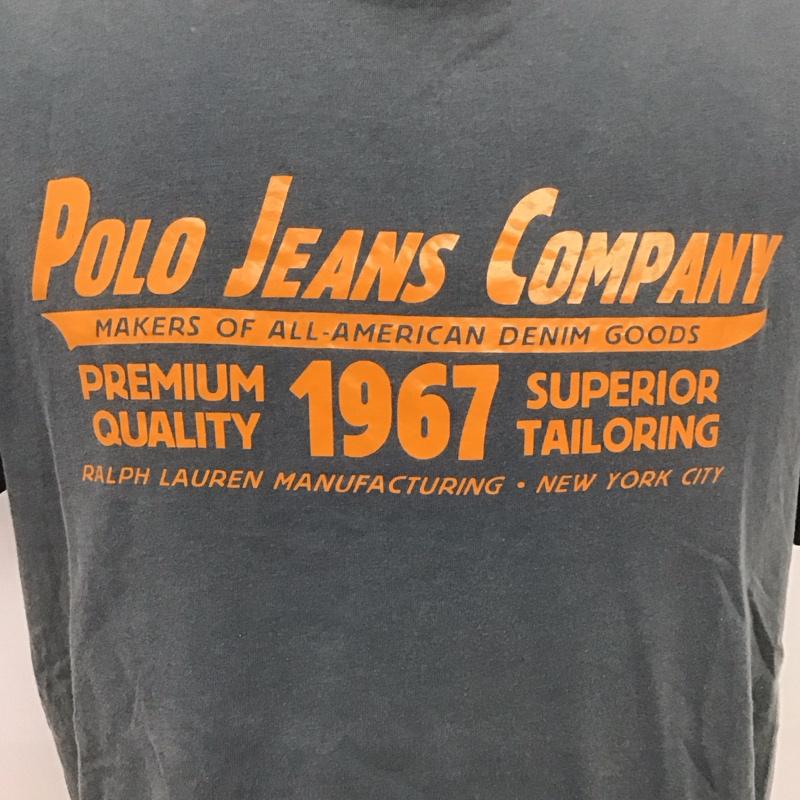 POLO JEANS COMPANY
MAKERS OF ALL-AMERICAN DENIM GOODS
PREMIUM QUALITY 1967 SUPERIOR TAILORING
RALPH LAUREN MANUFACTURING • NEW YORK CITY